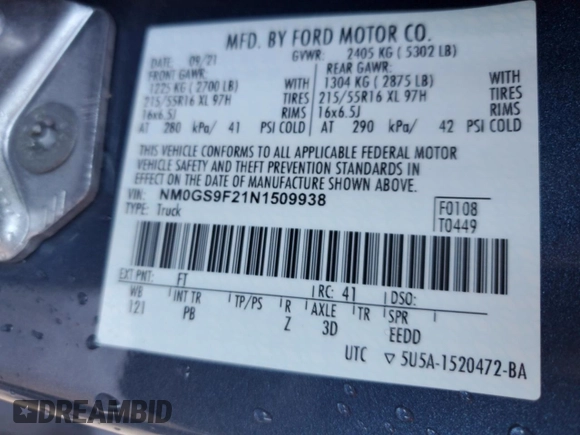 MFD. BY FORD MOTOR CO.
DATE: 09/21 GVWR: 2405 KG ( 5302 LB)
FRONT GAWR: REAR GAWR:
1225 KG ( 2700 LB) WITH 1304 KG ( 2875 LB) WITH
215/55R16 XL 97H TIRES 215/55R16 XL 97H TIRES
16x6.5J RIMS 16x6.5J RIMS
AT 280 kPa/ 41 PSI COLD AT 290 kPa/ 42 PSI COLD
THIS VEHICLE CONFORMS TO ALL APPLICABLE FEDERAL MOTOR
VEHICLE SAFETY AND THEFT PREVENTION STANDARDS IN
EFFECT ON THE DATE OF MANUFACTURE SHOWN ABOVE.
VIN: NM0GS9F21N1509938
TYPE: Truck
F0108
T0449
EXT PNT: FT RC: 41 DSO:
WB INT TR TP/PS R AXLE TR SPR
121 PB Z 3D EEDD
UTC ▽ 5U5A-1520472-BA
DREAMBID